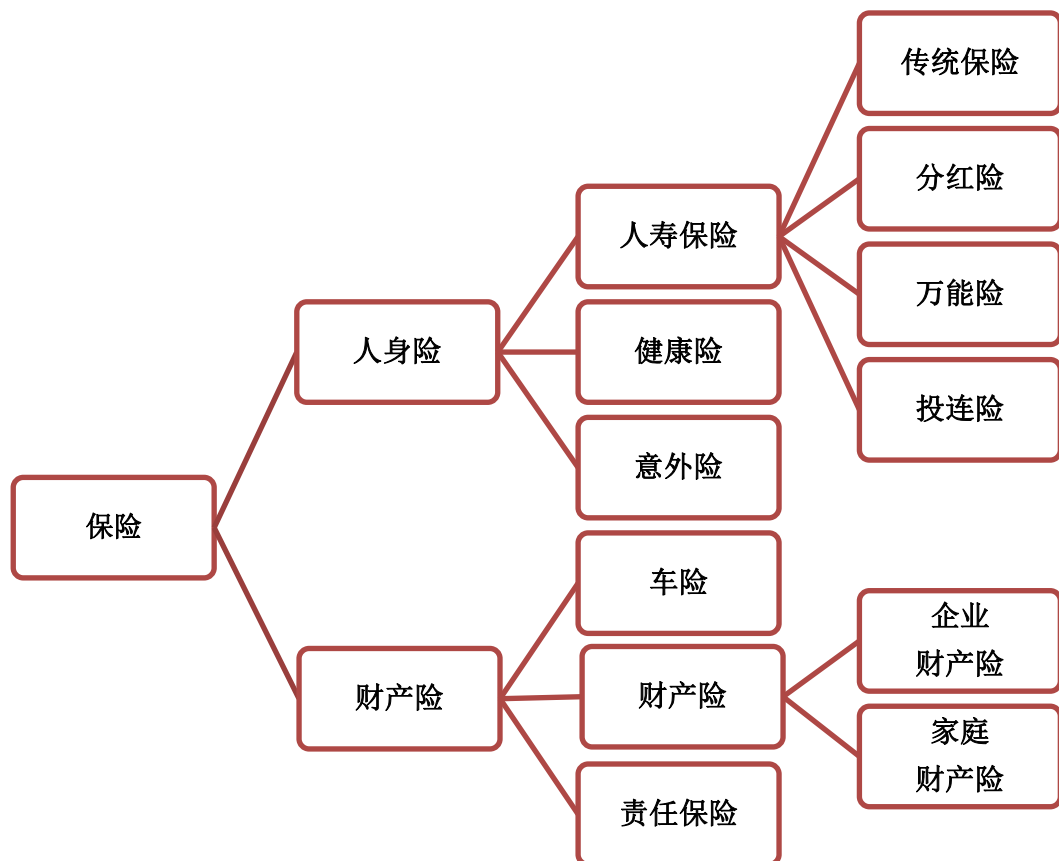 保险
人身险
人寿保险
传统保险
分红险
万能险
投连险
健康险
意外险
财产险
车险
财产险
企业
财产险
家庭
财产险
责任保险